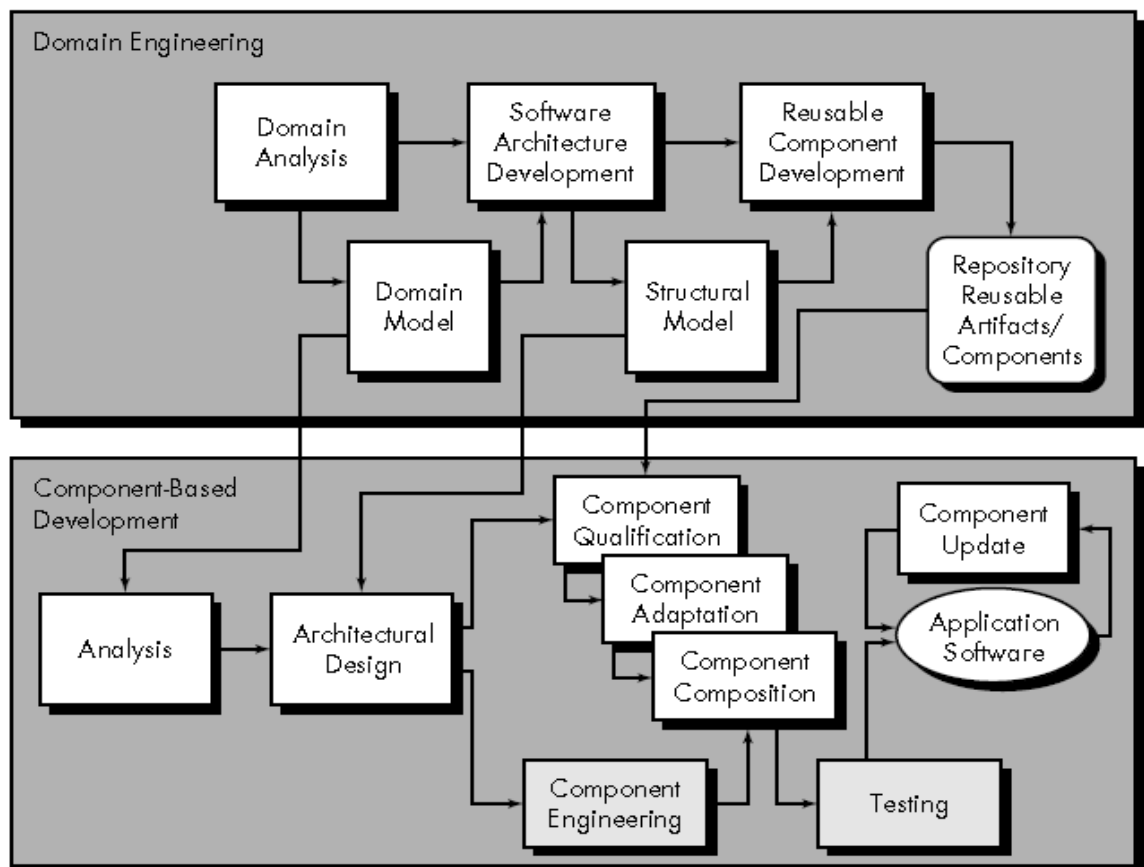 Domain Engineering
Domain
Analysis
Software
Architecture
Development
Reusable
Component
Development
Domain
Model
Structural
Model
Repository
Reusable
Artifacts/
Components
Component-Based
Development
Analysis
Architectural
Design
Component
Qualification
Component
Adaptation
Component
Composition
Component
Engineering
Testing
Component
Update
Application
Software